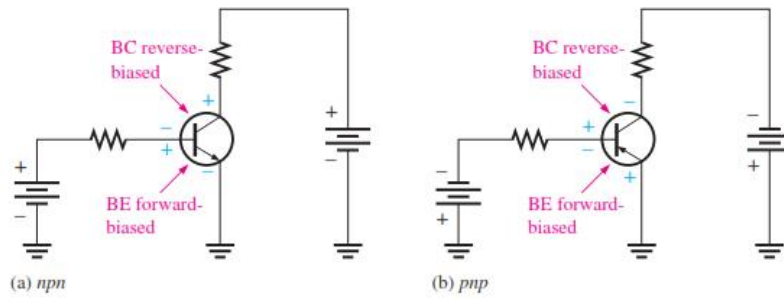 BC reverse-
biased
+
−
+
−
+
−
+
−
BE forward-
biased
(a) npn
BC reverse-
biased
−
+
−
+
−
+
−
+
BE forward-
biased
(b) pnp